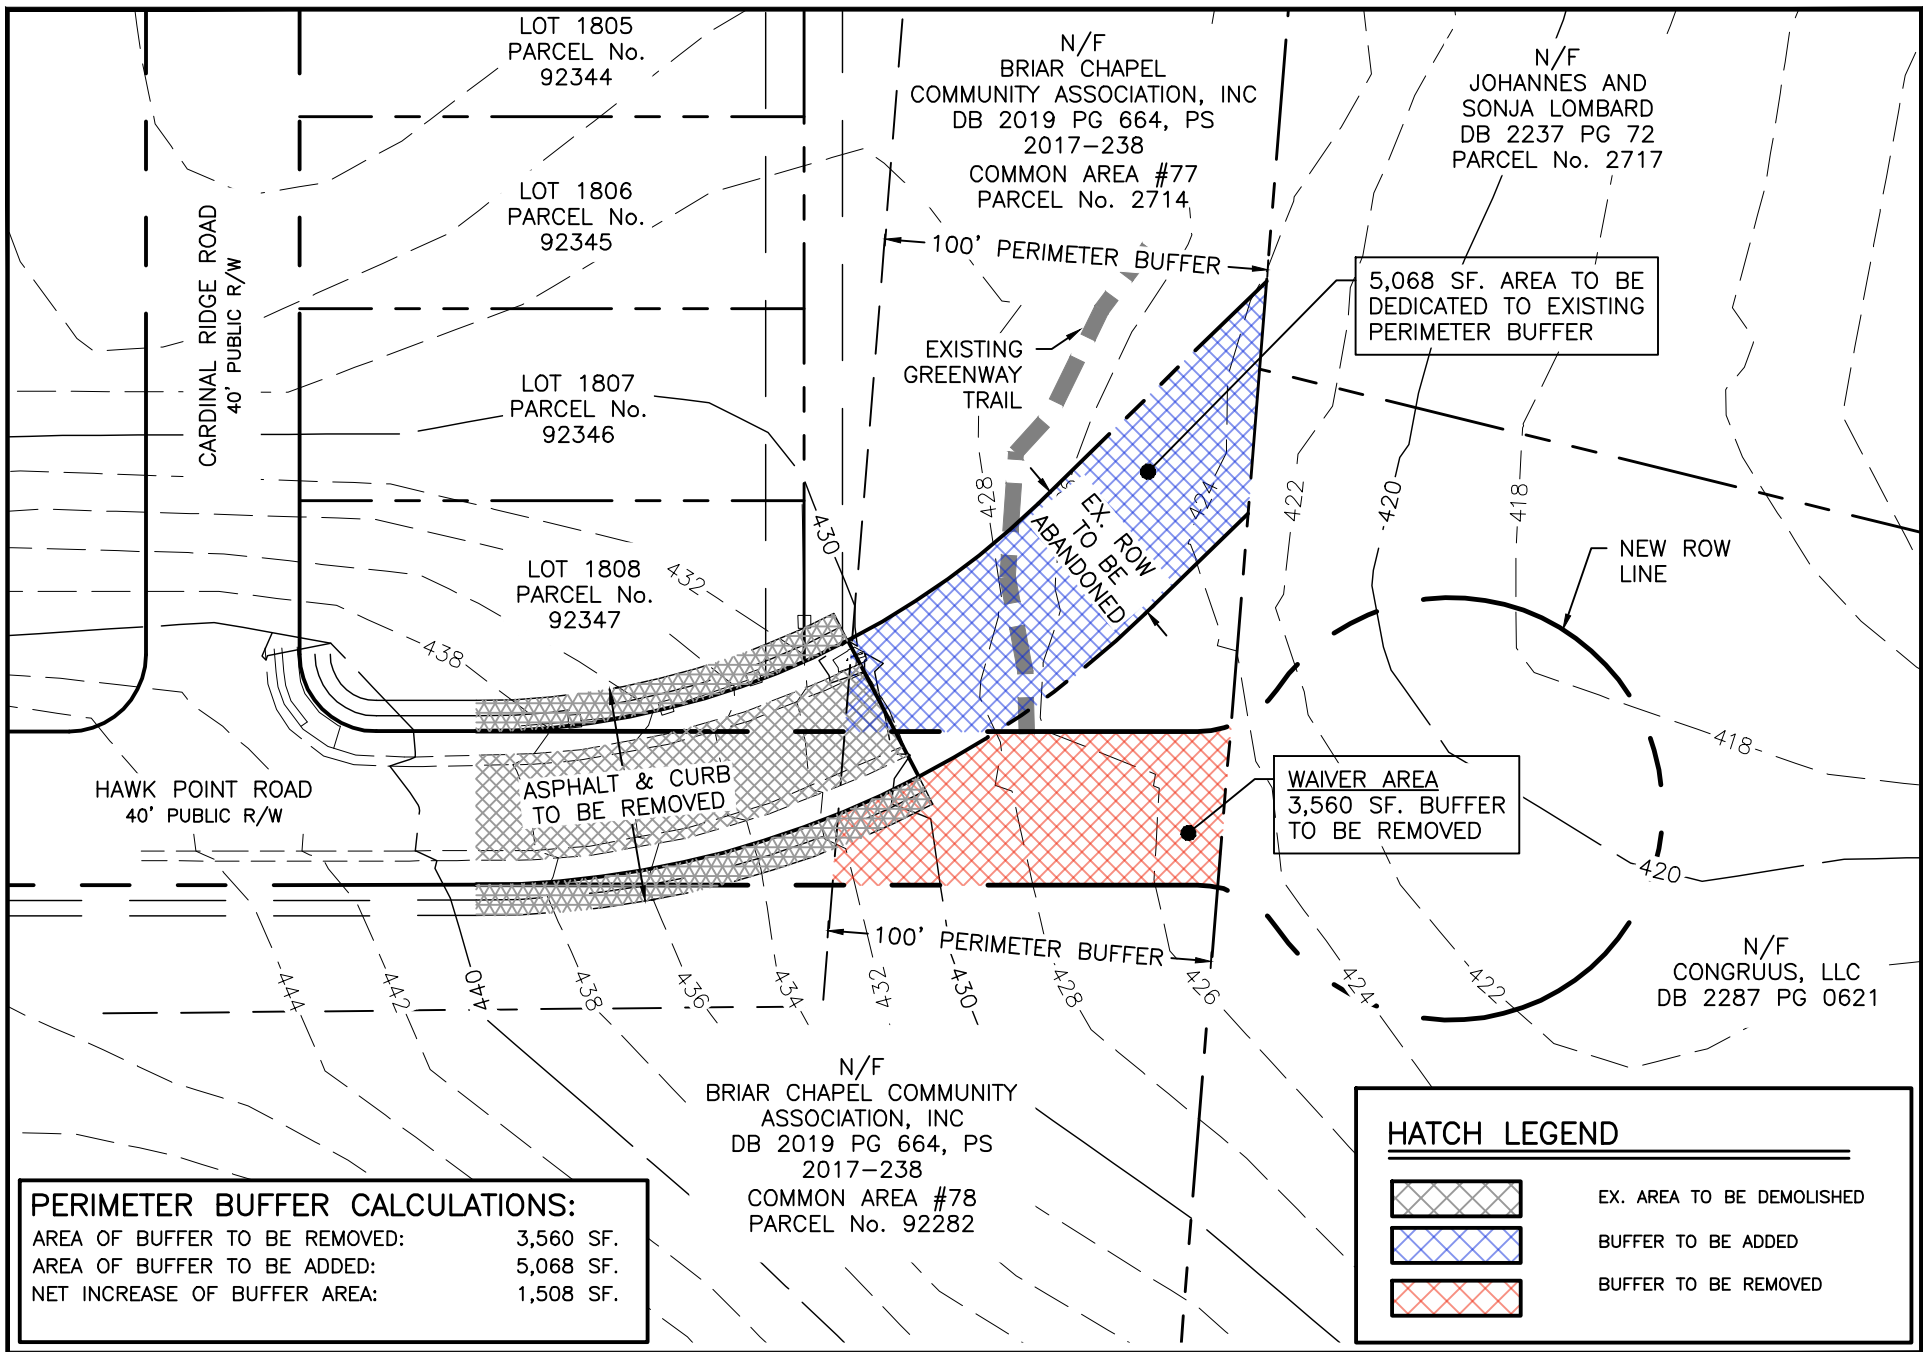 LOT 1805
PARCEL No.
92344
LOT 1806
PARCEL No.
92345
LOT 1807
PARCEL No.
92346
LOT 1808
PARCEL No.
92347
CARDINAL RIDGE ROAD
40' PUBLIC R/W
N/F
BRIAR CHAPEL
COMMUNITY ASSOCIATION, INC
DB 2019 PG 664, PS
2017-238
COMMON AREA #77
PARCEL No. 2714
N/F
JOHANNES AND
SONJA LOMBARD
DB 2237 PG 72
PARCEL No. 2717
100' PERIMETER BUFFER
5,068 SF. AREA TO BE
DEDICATED TO EXISTING
PERIMETER BUFFER
EXISTING
GREENWAY
TRAIL
EX. ROW
TO BE
ABANDONED
NEW ROW
LINE
428
424
422
420
418
430
432
438
418
420
HAWK POINT ROAD
40' PUBLIC R/W
ASPHALT & CURB
TO BE REMOVED
WAIVER AREA
3,560 SF. BUFFER
TO BE REMOVED
100' PERIMETER BUFFER
444
442
440
438
436
434
432
430
428
426
424
422
N/F
CONGRUUS, LLC
DB 2287 PG 0621
N/F
BRIAR CHAPEL COMMUNITY
ASSOCIATION, INC
DB 2019 PG 664, PS
2017-238
COMMON AREA #78
PARCEL No. 92282
PERIMETER BUFFER CALCULATIONS:
AREA OF BUFFER TO BE REMOVED: 3,560 SF.
AREA OF BUFFER TO BE ADDED: 5,068 SF.
NET INCREASE OF BUFFER AREA: 1,508 SF.
HATCH LEGEND
EX. AREA TO BE DEMOLISHED
BUFFER TO BE ADDED
BUFFER TO BE REMOVED